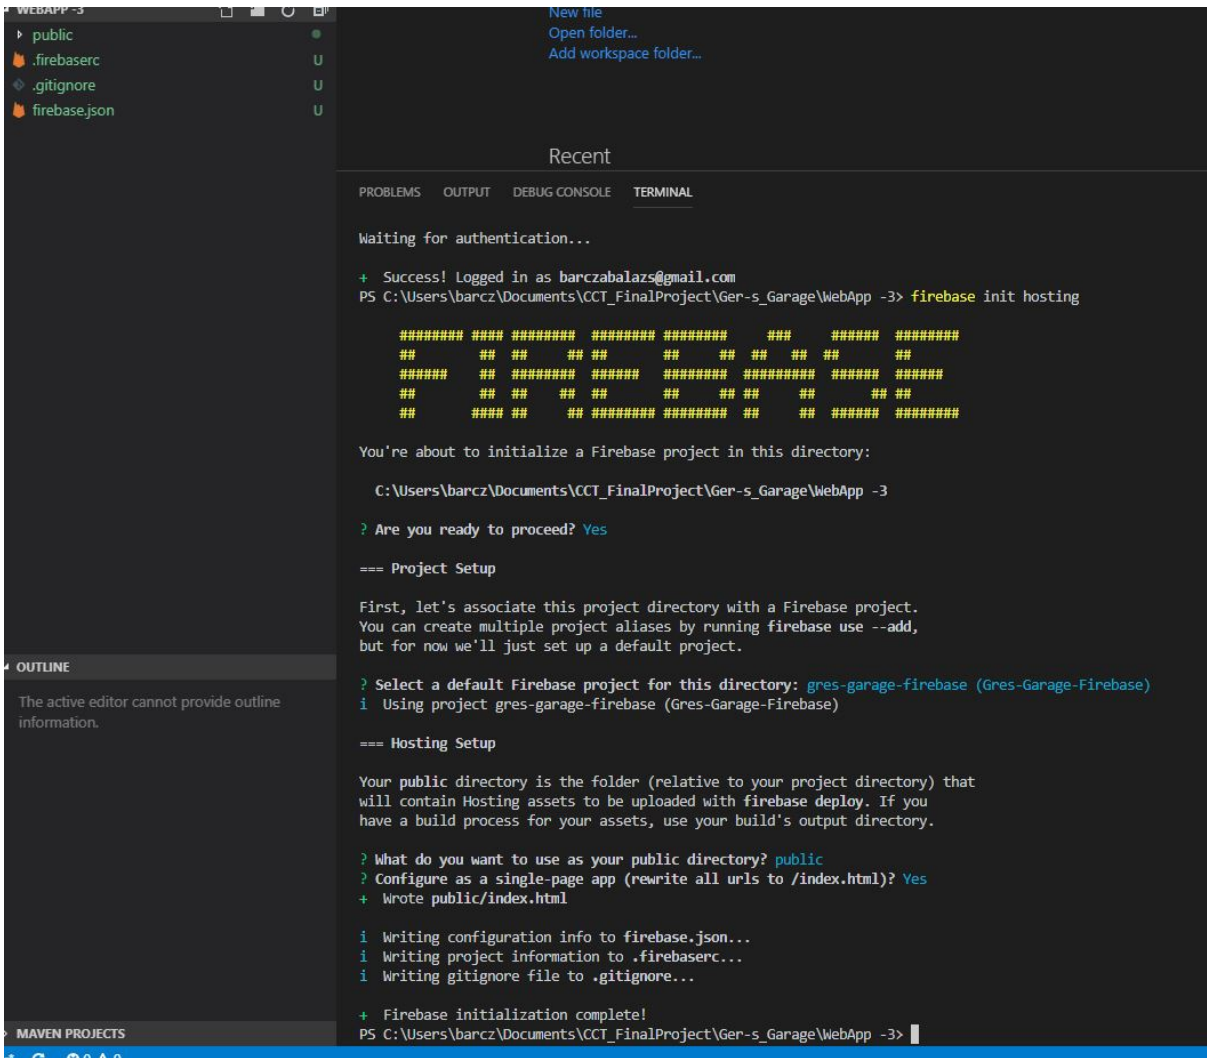 WEBAPP -3
public
.firebaserc U
.gitignore U
firebase.json U
OUTLINE
The active editor cannot provide outline
information.
MAVEN PROJECTS
New file
Open folder...
Add workspace folder...
Recent
PROBLEMS OUTPUT DEBUG CONSOLE TERMINAL
Waiting for authentication...
+ Success! Logged in as barczabalazs@gmail.com
PS C:\Users\barcz\Documents\CCT_FinalProject\Ger-s_Garage\WebApp -3> firebase init hosting
FIREBASE
You're about to initialize a Firebase project in this directory:
C:\Users\barcz\Documents\CCT_FinalProject\Ger-s_Garage\WebApp -3
? Are you ready to proceed? Yes
=== Project Setup
First, let's associate this project directory with a Firebase project.
You can create multiple project aliases by running firebase use --add,
but for now we'll just set up a default project.
? Select a default Firebase project for this directory: gres-garage-firebase (Gres-Garage-Firebase)
i Using project gres-garage-firebase (Gres-Garage-Firebase)
=== Hosting Setup
Your public directory is the folder (relative to your project directory) that
will contain Hosting assets to be uploaded with firebase deploy. If you
have a build process for your assets, use your build's output directory.
? What do you want to use as your public directory? public
? Configure as a single-page app (rewrite all urls to /index.html)? Yes
+ Wrote public/index.html
i Writing configuration info to firebase.json...
i Writing project information to .firebaserc...
i Writing gitignore file to .gitignore...
+ Firebase initialization complete!
PS C:\Users\barcz\Documents\CCT_FinalProject\Ger-s_Garage\WebApp -3>